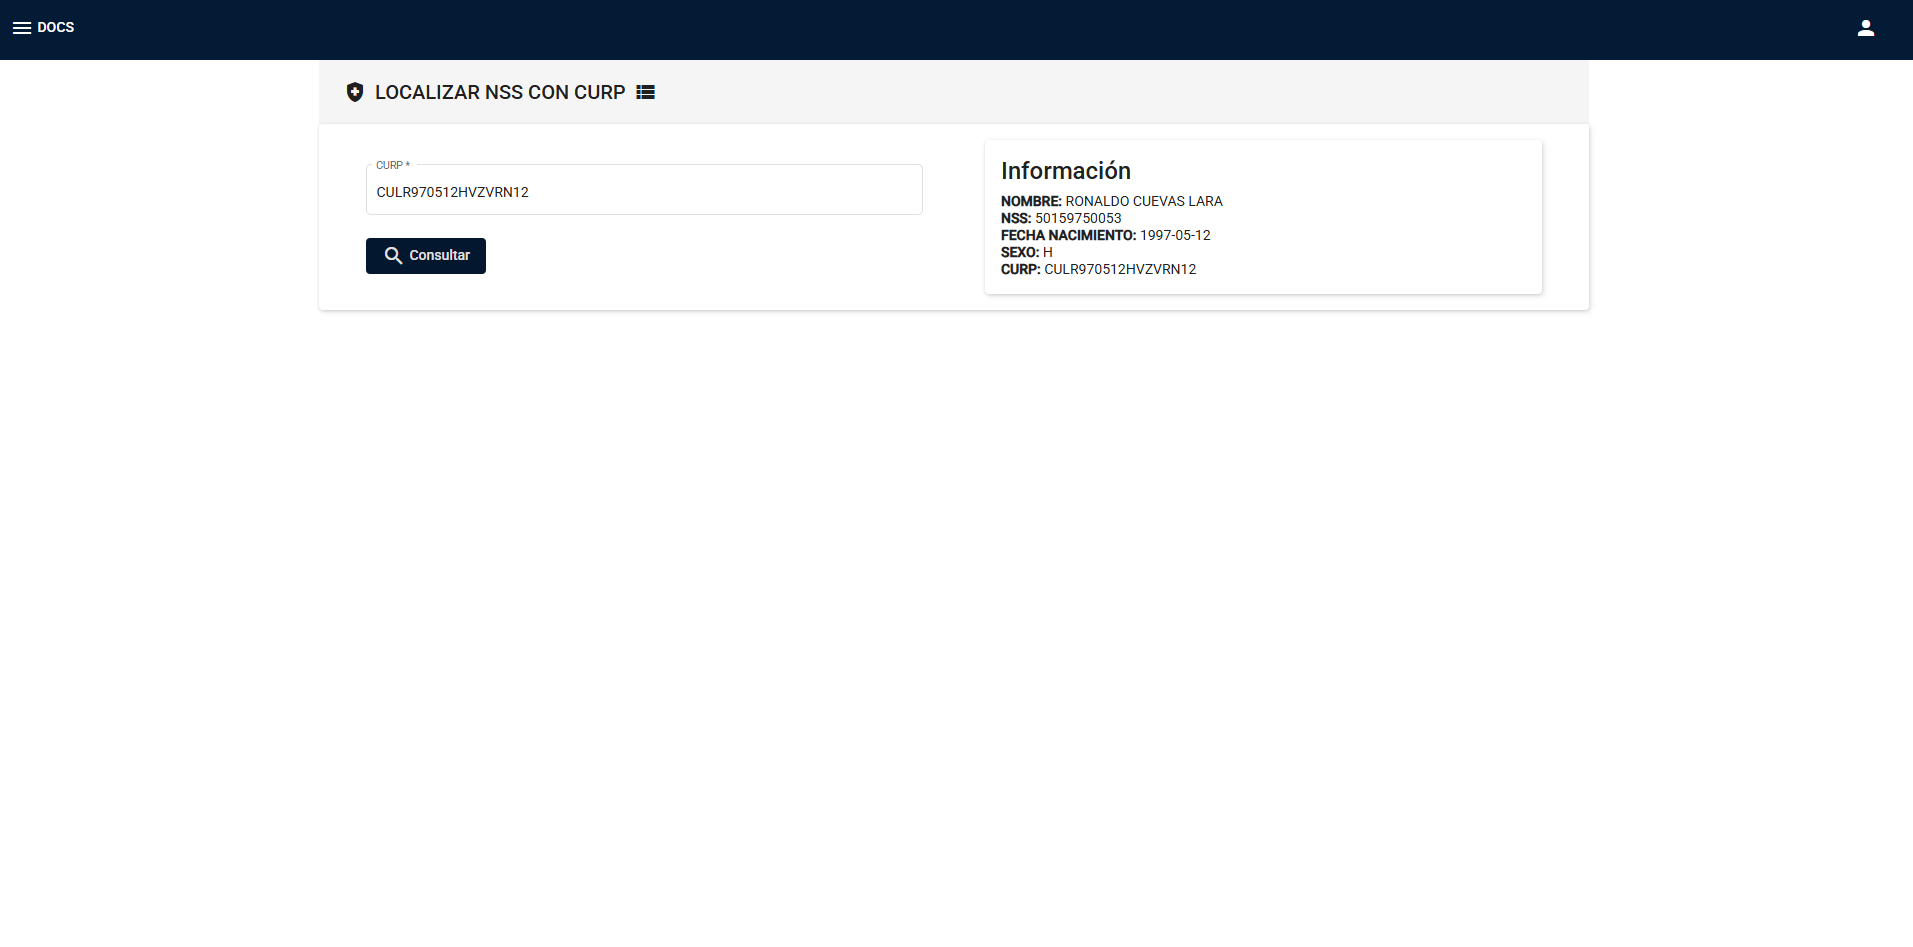 DOCS
LOCALIZAR NSS CON CURP
CURP *
CULR970512HVZVRN12
Consultar
Información
NOMBRE: RONALDO CUEVAS LARA
NSS: 50159750053
FECHA NACIMIENTO: 1997-05-12
SEXO: H
CURP: CULR970512HVZVRN12